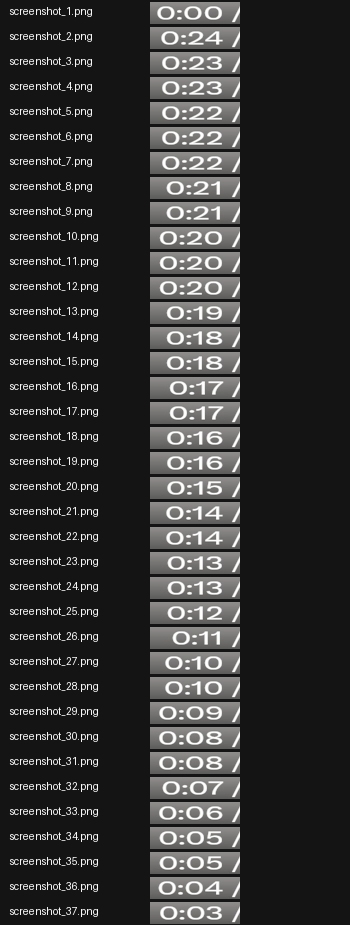 screenshot_1.png 0:00 /
screenshot_2.png 0:24 /
screenshot_3.png 0:23 /
screenshot_4.png 0:23 /
screenshot_5.png 0:22 /
screenshot_6.png 0:22 /
screenshot_7.png 0:22 /
screenshot_8.png 0:21 /
screenshot_9.png 0:21 /
screenshot_10.png 0:20 /
screenshot_11.png 0:20 /
screenshot_12.png 0:20 /
screenshot_13.png 0:19 /
screenshot_14.png 0:18 /
screenshot_15.png 0:18 /
screenshot_16.png 0:17 /
screenshot_17.png 0:17 /
screenshot_18.png 0:16 /
screenshot_19.png 0:16 /
screenshot_20.png 0:15 /
screenshot_21.png 0:14 /
screenshot_22.png 0:14 /
screenshot_23.png 0:13 /
screenshot_24.png 0:13 /
screenshot_25.png 0:12 /
screenshot_26.png 0:11 /
screenshot_27.png 0:10 /
screenshot_28.png 0:10 /
screenshot_29.png 0:09 /
screenshot_30.png 0:08 /
screenshot_31.png 0:08 /
screenshot_32.png 0:07 /
screenshot_33.png 0:06 /
screenshot_34.png 0:05 /
screenshot_35.png 0:05 /
screenshot_36.png 0:04 /
screenshot_37.png 0:03 /